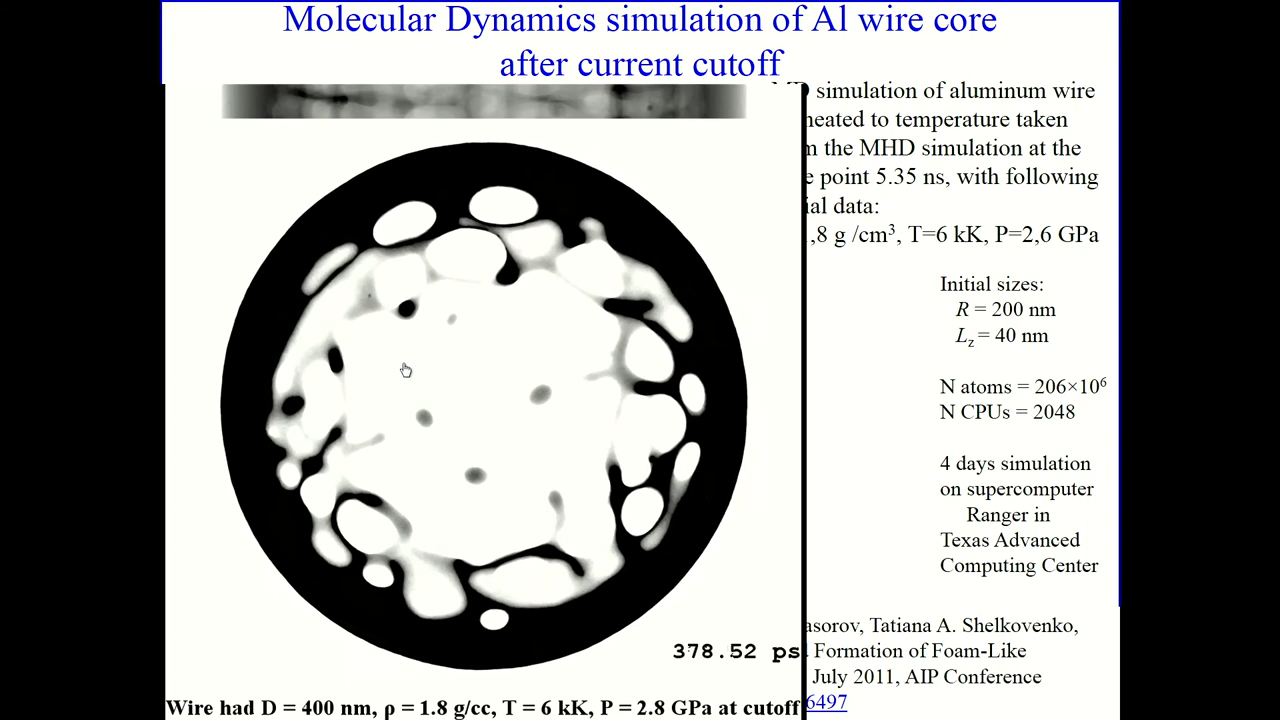 Molecular Dynamics simulation of Al wire core
after current cutoff
simulation of aluminum wire
heated to temperature taken
the MHD simulation at the
point 5.35 ns, with following
data:
,8 g /cm³, T=6 kK, P=2,6 GPa
Initial sizes:
R = 200 nm
Lz = 40 nm
N atoms = 206×10⁶
N CPUs = 2048
4 days simulation
on supercomputer
Ranger in
Texas Advanced
Computing Center
asorov, Tatiana A. Shelkovenko,
Formation of Foam-Like
July 2011, AIP Conference
6497
378.52 ps
Wire had D = 400 nm, ρ = 1.8 g/cc, T = 6 kK, P = 2.8 GPa at cutoff